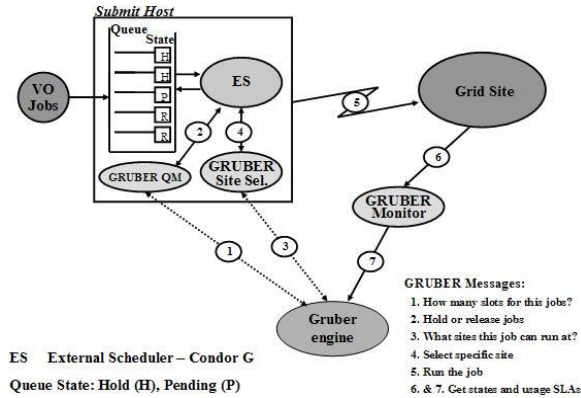 Submit Host
Queue
State
H
H
P
R
R
VO
Jobs
ES
Grid Site
5
2
4
6
GRUBER QM
GRUBER
Site Sel.
GRUBER
Monitor
1
3
7
Gruber
engine
GRUBER Messages:
1. How many slots for this jobs?
2. Hold or release jobs
3. What sites this job can run at?
4. Select specific site
5. Run the job
6. & 7. Get states and usage SLAs
ES External Scheduler – Condor G
Queue State: Hold (H), Pending (P)